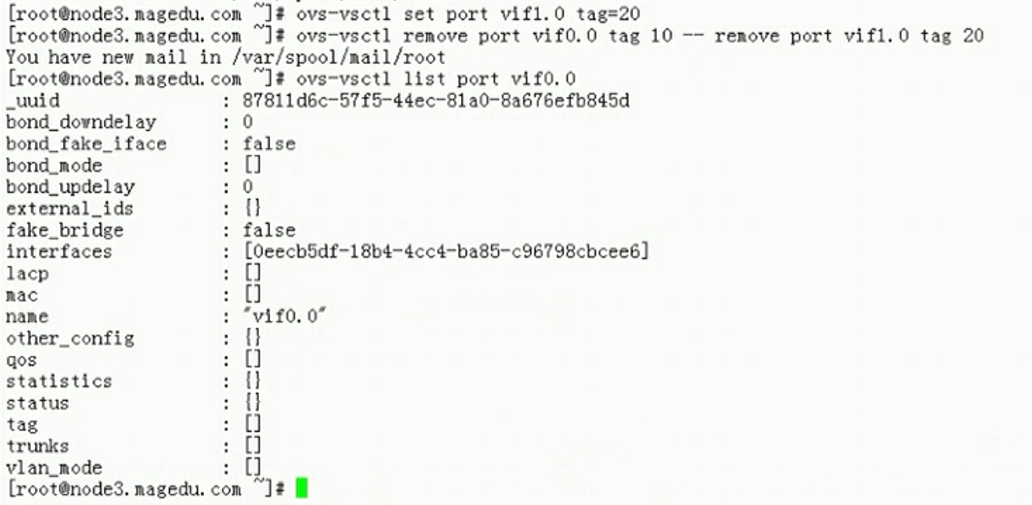 [root@node3.magedu.com ~]# ovs-vsctl set port vif1.0 tag=20
[root@node3.magedu.com ~]# ovs-vsctl remove port vif0.0 tag 10 -- remove port vif1.0 tag 20
You have new mail in /var/spool/mail/root
[root@node3.magedu.com ~]# ovs-vsctl list port vif0.0
_uuid : 87811d6c-57f5-44ec-81a0-8a676efb845d
bond_downdelay : 0
bond_fake_iface : false
bond_mode : []
bond_updelay : 0
external_ids : {}
fake_bridge : false
interfaces : [0eecb5df-18b4-4cc4-ba85-c96798cbcee6]
lacp : []
mac : []
name : "vif0.0"
other_config : {}
qos : []
statistics : {}
status : {}
tag : []
trunks : []
vlan_mode : []
[root@node3.magedu.com ~]#